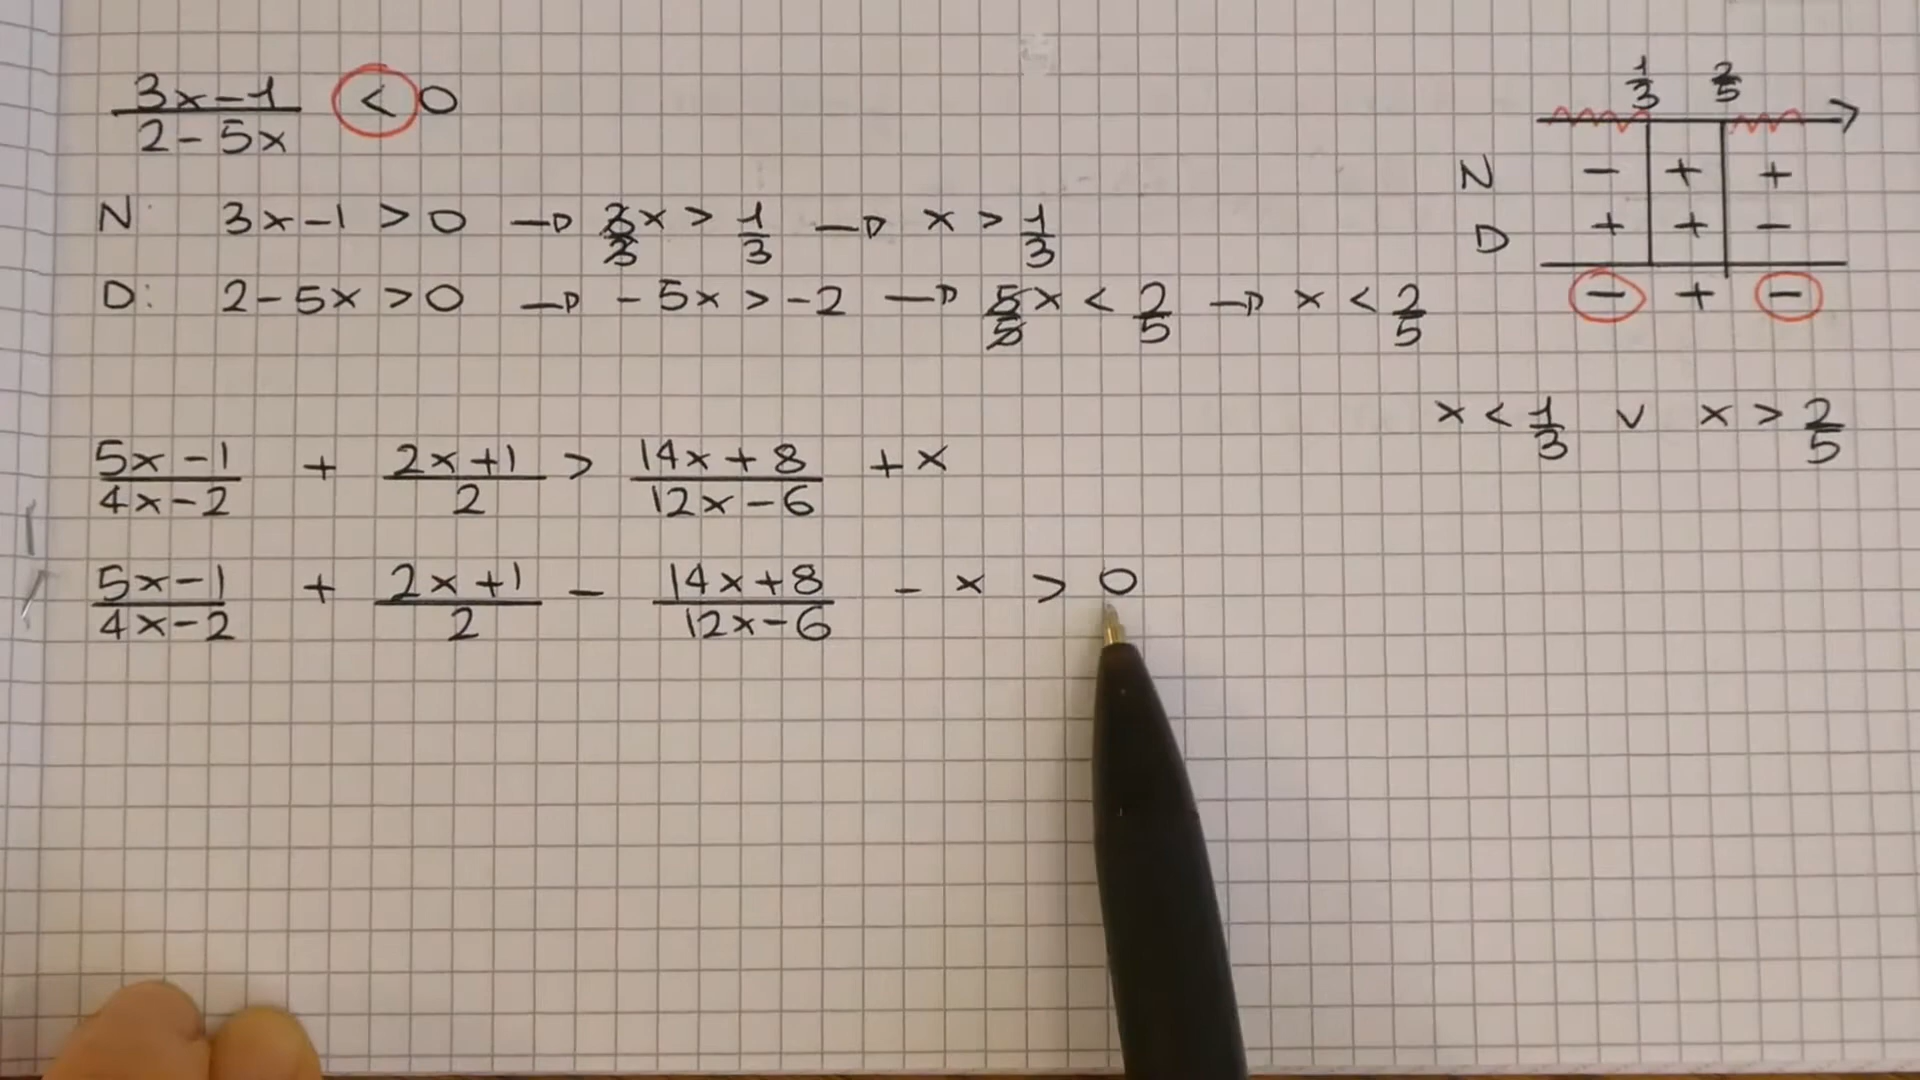 3x-1/2-5x < 0
N: 3x-1 > 0 → 3/3x > 1/3 → x > 1/3
D: 2-5x > 0 → -5x > -2 → 5/5x < 2/5 → x < 2/5
1/3 2/5
N - + +
D + + -
- + -
x < 1/3 ∨ x > 2/5
5x-1/4x-2 + 2x+1/2 > 14x+8/12x-6 + x
5x-1/4x-2 + 2x+1/2 - 14x+8/12x-6 - x > 0